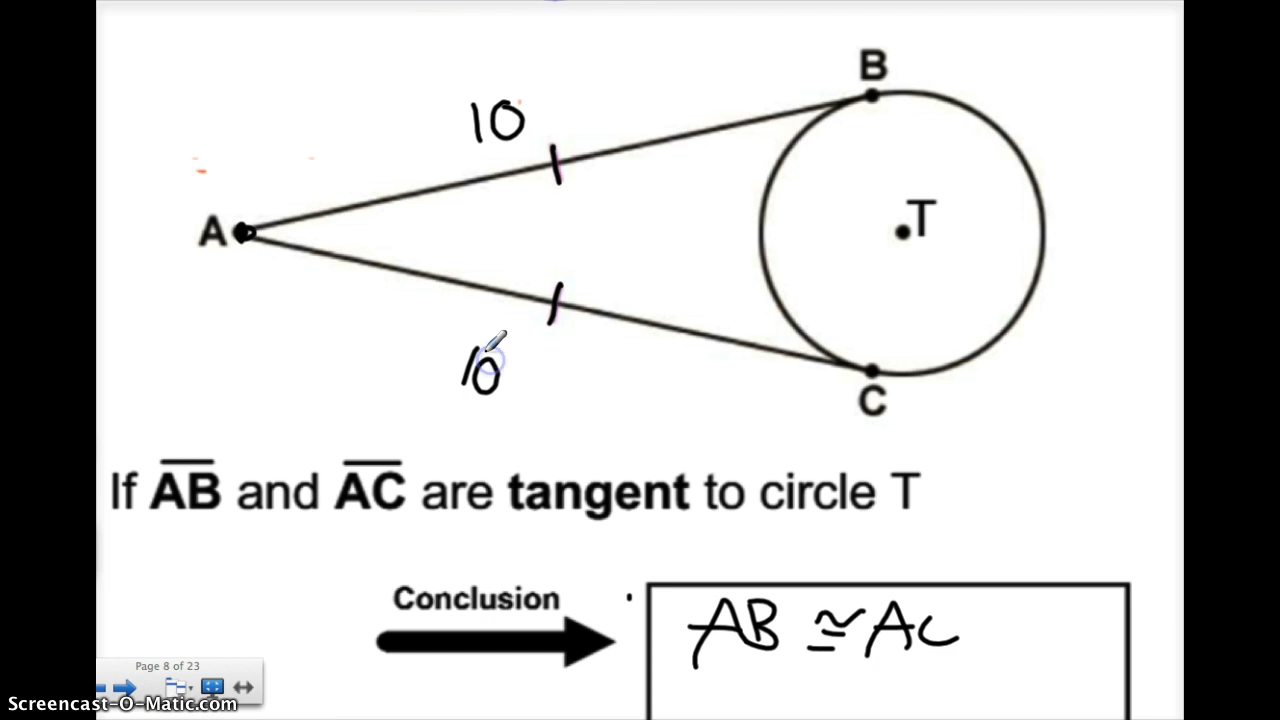 B
10
T
A
10
C
If AB and AC are tangent to circle T
Conclusion
AB ≅ AC
Page 8 of 23
Screencast-O-Matic.com